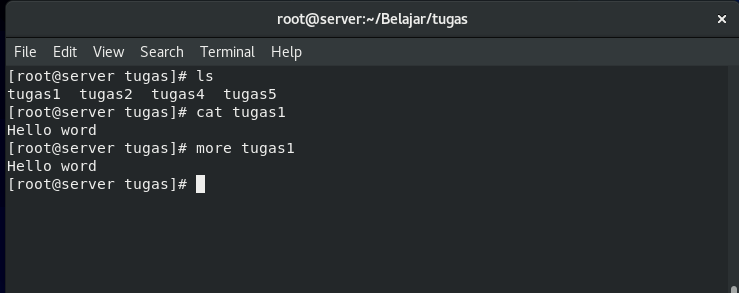 root@server:~/Belajar/tugas ×
File Edit View Search Terminal Help
[root@server tugas]# ls
tugas1  tugas2  tugas4  tugas5
[root@server tugas]# cat tugas1
Hello word
[root@server tugas]# more tugas1
Hello word
[root@server tugas]#